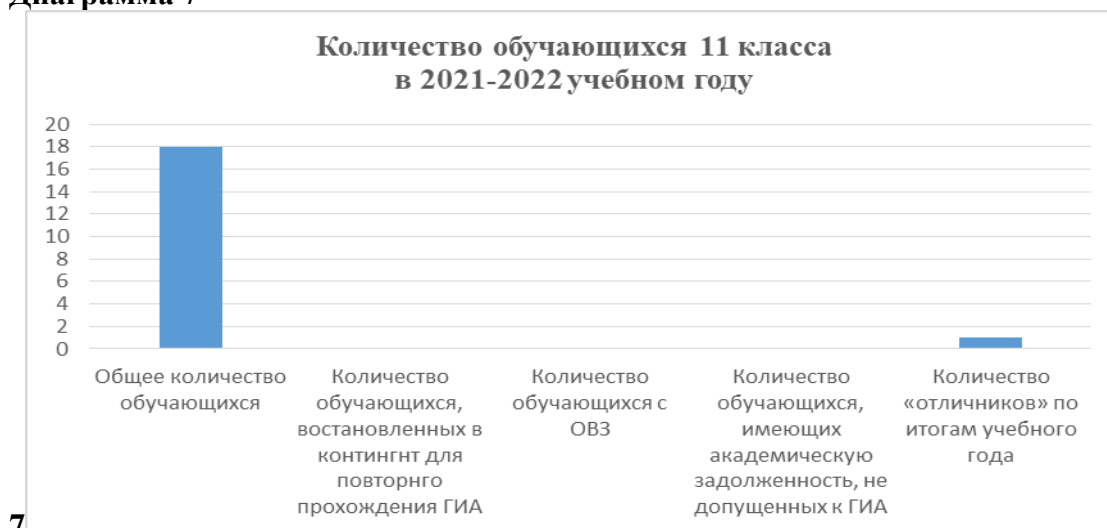 Диаграмма 7
Количество обучающихся 11 класса
в 2021-2022 учебном году
20
18
16
14
12
10
8
6
4
2
0
Общее количество
обучающихся
Количество
обучающихся,
востановленных в
контингнт для
повторнго
прохождения ГИА
Количество
обучающихся с
ОВЗ
Количество
обучающихся,
имеющих
академическую
задолженность, не
допущенных к ГИА
Количество
«отличников» по
итогам учебного
года
7